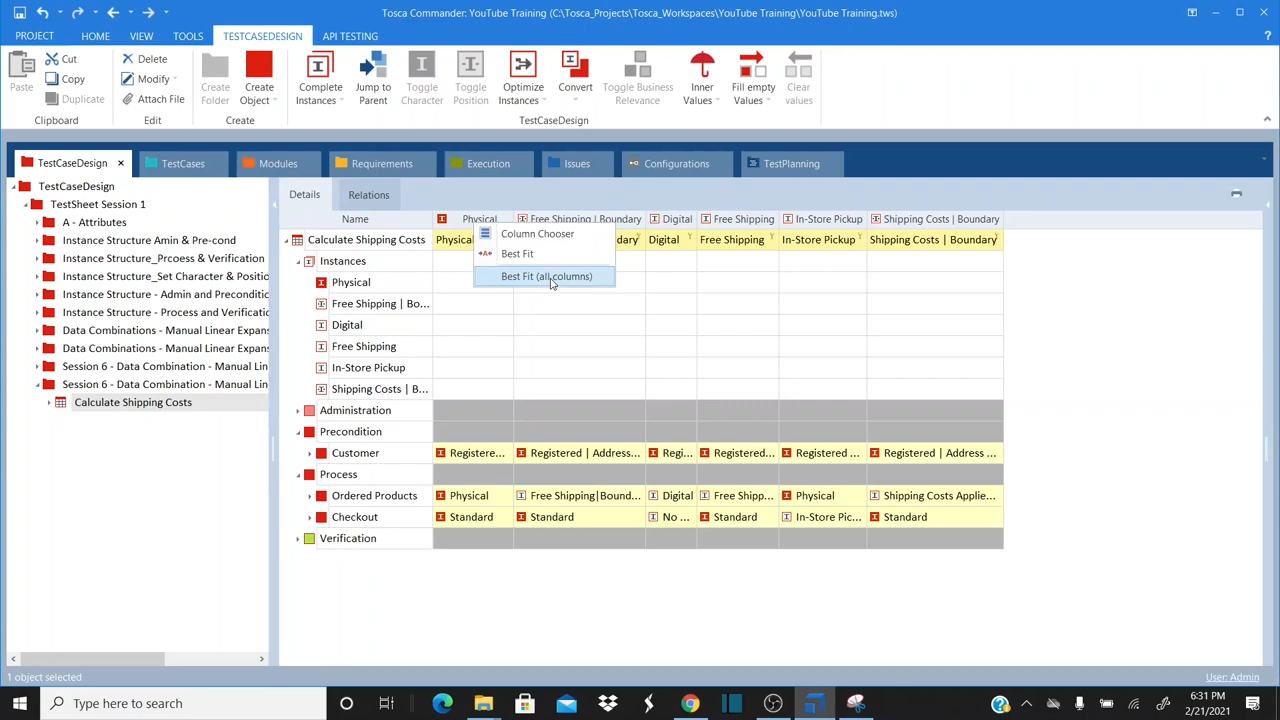 Tosca Commander: YouTube Training (C:\Tosca_Projects\Tosca_Workspaces\YouTube Training\YouTube Training.tws)
PROJECT HOME VIEW TOOLS TESTCASEDESIGN API TESTING
Paste
Cut
Copy
Duplicate
Clipboard
Delete
Modify
Attach File
Edit
Create Folder
Create Object
Create
Complete Instances
Jump to Parent
Toggle Character
Toggle Position
Optimize Instances
Convert
Toggle Business Relevance
Inner Values
Fill empty Values
Clear values
TestCaseDesign
TestCaseDesign TestCases Modules Requirements Execution Issues Configurations TestPlanning
TestCaseDesign
TestSheet Session 1
A - Attributes
Instance Structure Amin & Pre-cond
Instance Structure_Prcoess & Verification
Instance Structure_Set Character & Positio
Instance Structure - Admin and Preconditic
Instance Structure - Process and Verificatic
Data Combinations - Manual Linear Expans
Data Combinations - Manual Linear Expans
Session 6 - Data Combination - Manual Lin
Session 6 - Data Combination - Manual Lin
Calculate Shipping Costs
Details Relations
Name Physical Free Shipping | Boundary Digital Free Shipping In-Store Pickup Shipping Costs | Boundary
Calculate Shipping Costs Physical dary Digital Free Shipping In-Store Pickup Shipping Costs | Boundary
Column Chooser
Best Fit
Best Fit (all columns)
Instances
Physical
Free Shipping | Bo...
Digital
Free Shipping
In-Store Pickup
Shipping Costs | B...
Administration
Precondition
Customer Registere... Registered | Address... Regi... Registered... Registered ... Registered | Address ...
Process
Ordered Products Physical Free Shipping|Bound... Digital Free Shipp... Physical Shipping Costs Applie...
Checkout Standard Standard No ... Standard In-Store Pic... Standard
Verification
1 object selected User: Admin
Type here to search
6:31 PM
2/21/2021